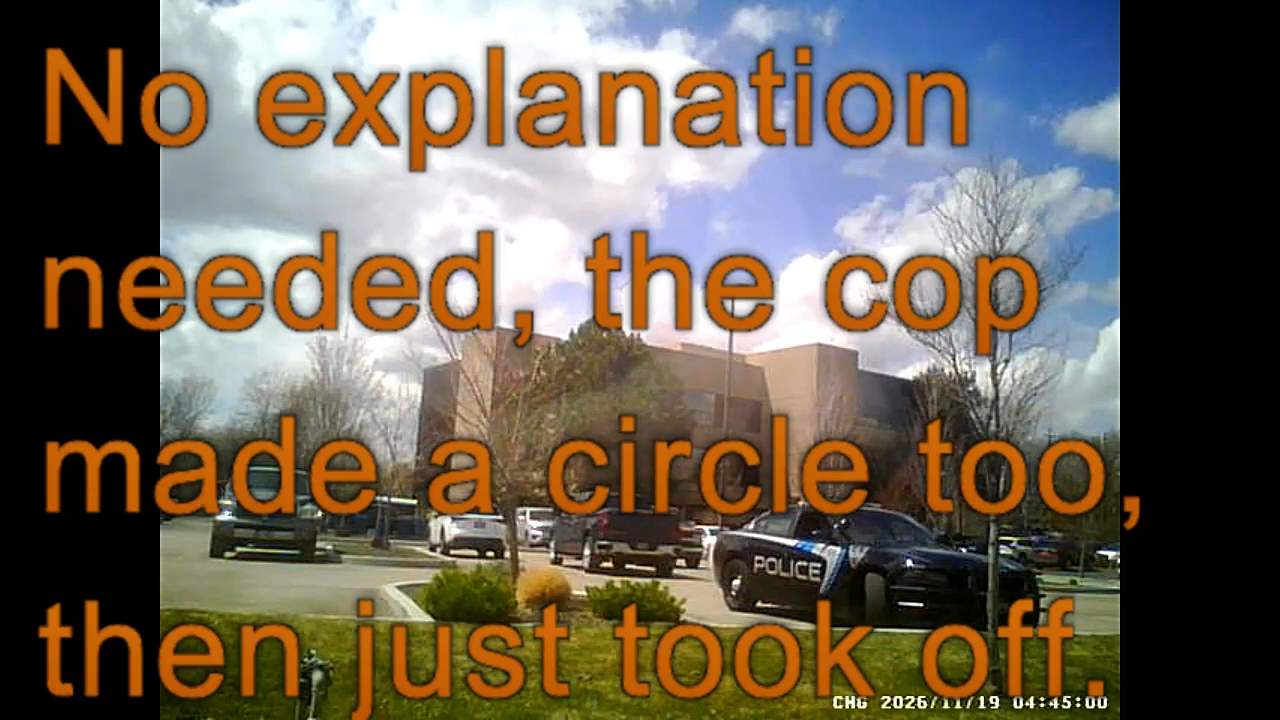 No explanation
needed, the cop
made a circle too,
POLICE
then just took off.
CHG 2026/11/19 04:45:00